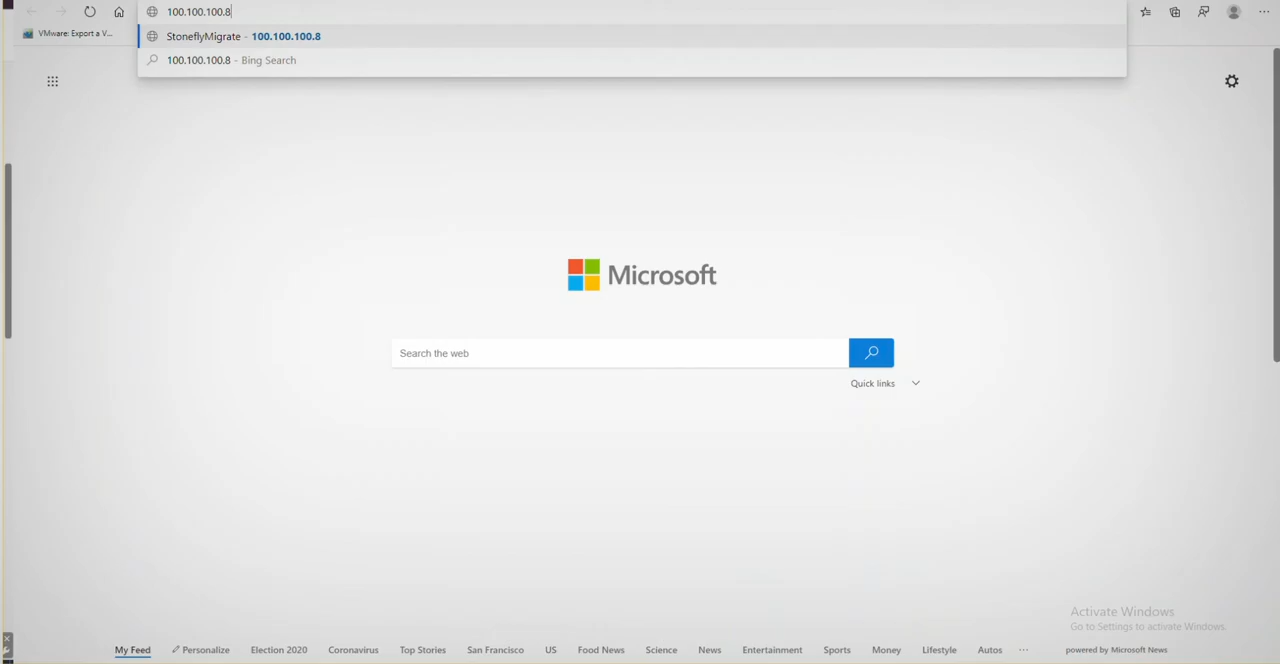 100.100.100.8
VMware: Export a V...
StoneflyMigrate - 100.100.100.8
100.100.100.8 - Bing Search
Microsoft
Search the web
Quick links
Activate Windows
Go to Settings to activate Windows.
My Feed Personalize Election 2020 Coronavirus Top Stories San Francisco US Food News Science News Entertainment Sports Money Lifestyle Autos ... powered by Microsoft News